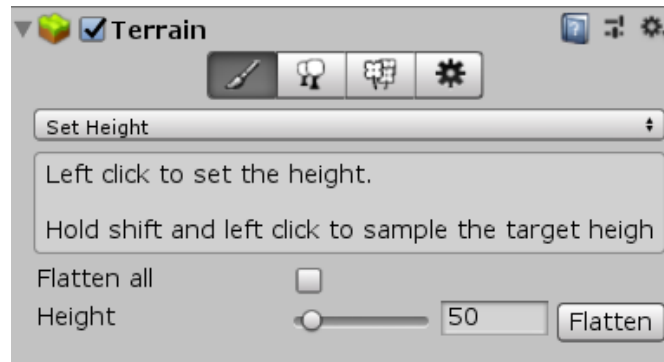 Terrain
Set Height
Left click to set the height.
Hold shift and left click to sample the target heigh
Flatten all
Height 50 Flatten